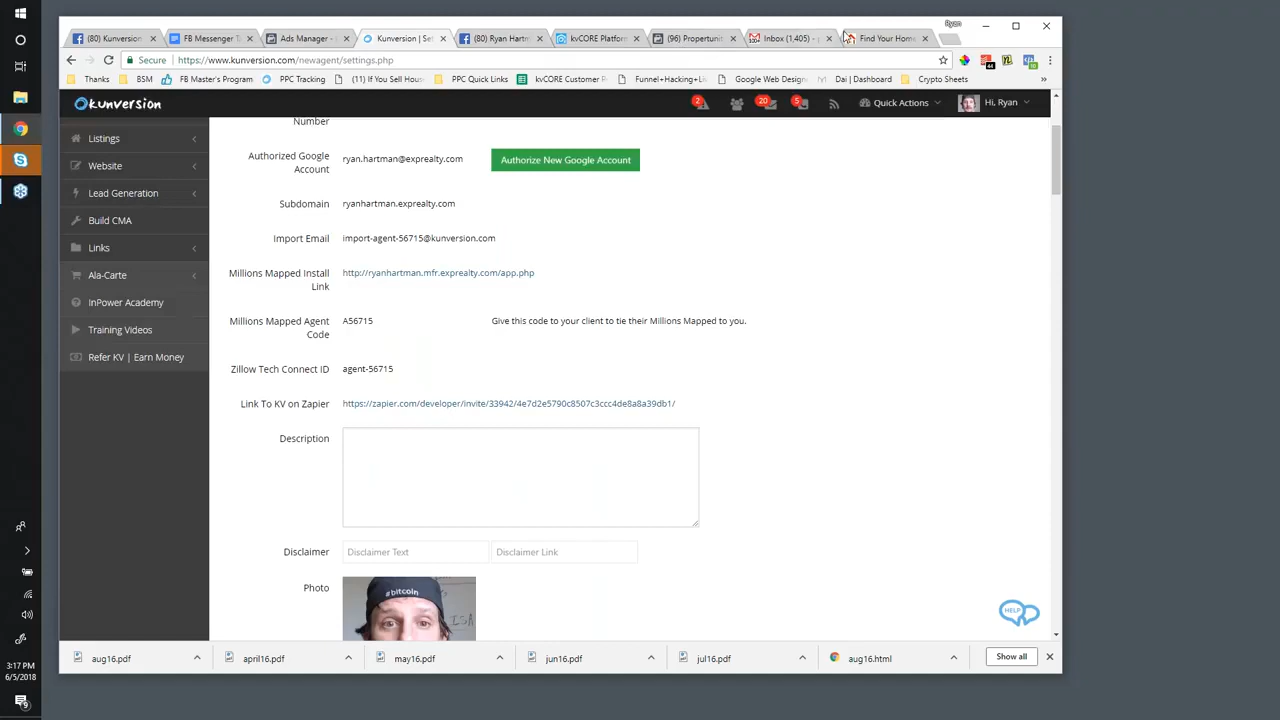 Ryan
(80) Kunversion
FB Messenger Ta
Ads Manager -
Kunversion | Set
(80) Ryan Hartm
kvCORE Platform
(96) Propertunit
Inbox (1,405) -
Find Your Home
Secure
https://www.kunversion.com/newagent/settings.php
Thanks
BSM
FB Master's Program
PPC Tracking
(1) If You Sell Hous
PPC Quick Links
kvCORE Customer P
Funnel+Hacking+Li
Google Web Design
Dai | Dashboard
Crypto Sheets
kunversion
2
20
5
Quick Actions
Hi, Ryan
Listings
Website
Lead Generation
Build CMA
Links
Ala-Carte
InPower Academy
Training Videos
Refer KV | Earn Money
Number
Authorized Google
Account
ryan.hartman@exprealty.com
Authorize New Google Account
Subdomain
ryanhartman.exprealty.com
Import Email
import-agent-56715@kunversion.com
Millions Mapped Install
Link
http://ryanhartman.mfr.exprealty.com/app.php
Millions Mapped Agent
Code
A56715
Give this code to your client to tie their Millions Mapped to you.
Zillow Tech Connect ID
agent-56715
Link To KV on Zapier
https://zapier.com/developer/invite/33942/4e7d2e5790c8507c3ccc4de8a8a39db1/
Description
Disclaimer
Disclaimer Text
Disclaimer Link
Photo
#bitcoin
ISA
HELP
aug16.pdf
april16.pdf
may16.pdf
jun16.pdf
jul16.pdf
aug16.html
Show all
3:17 PM
6/5/2018